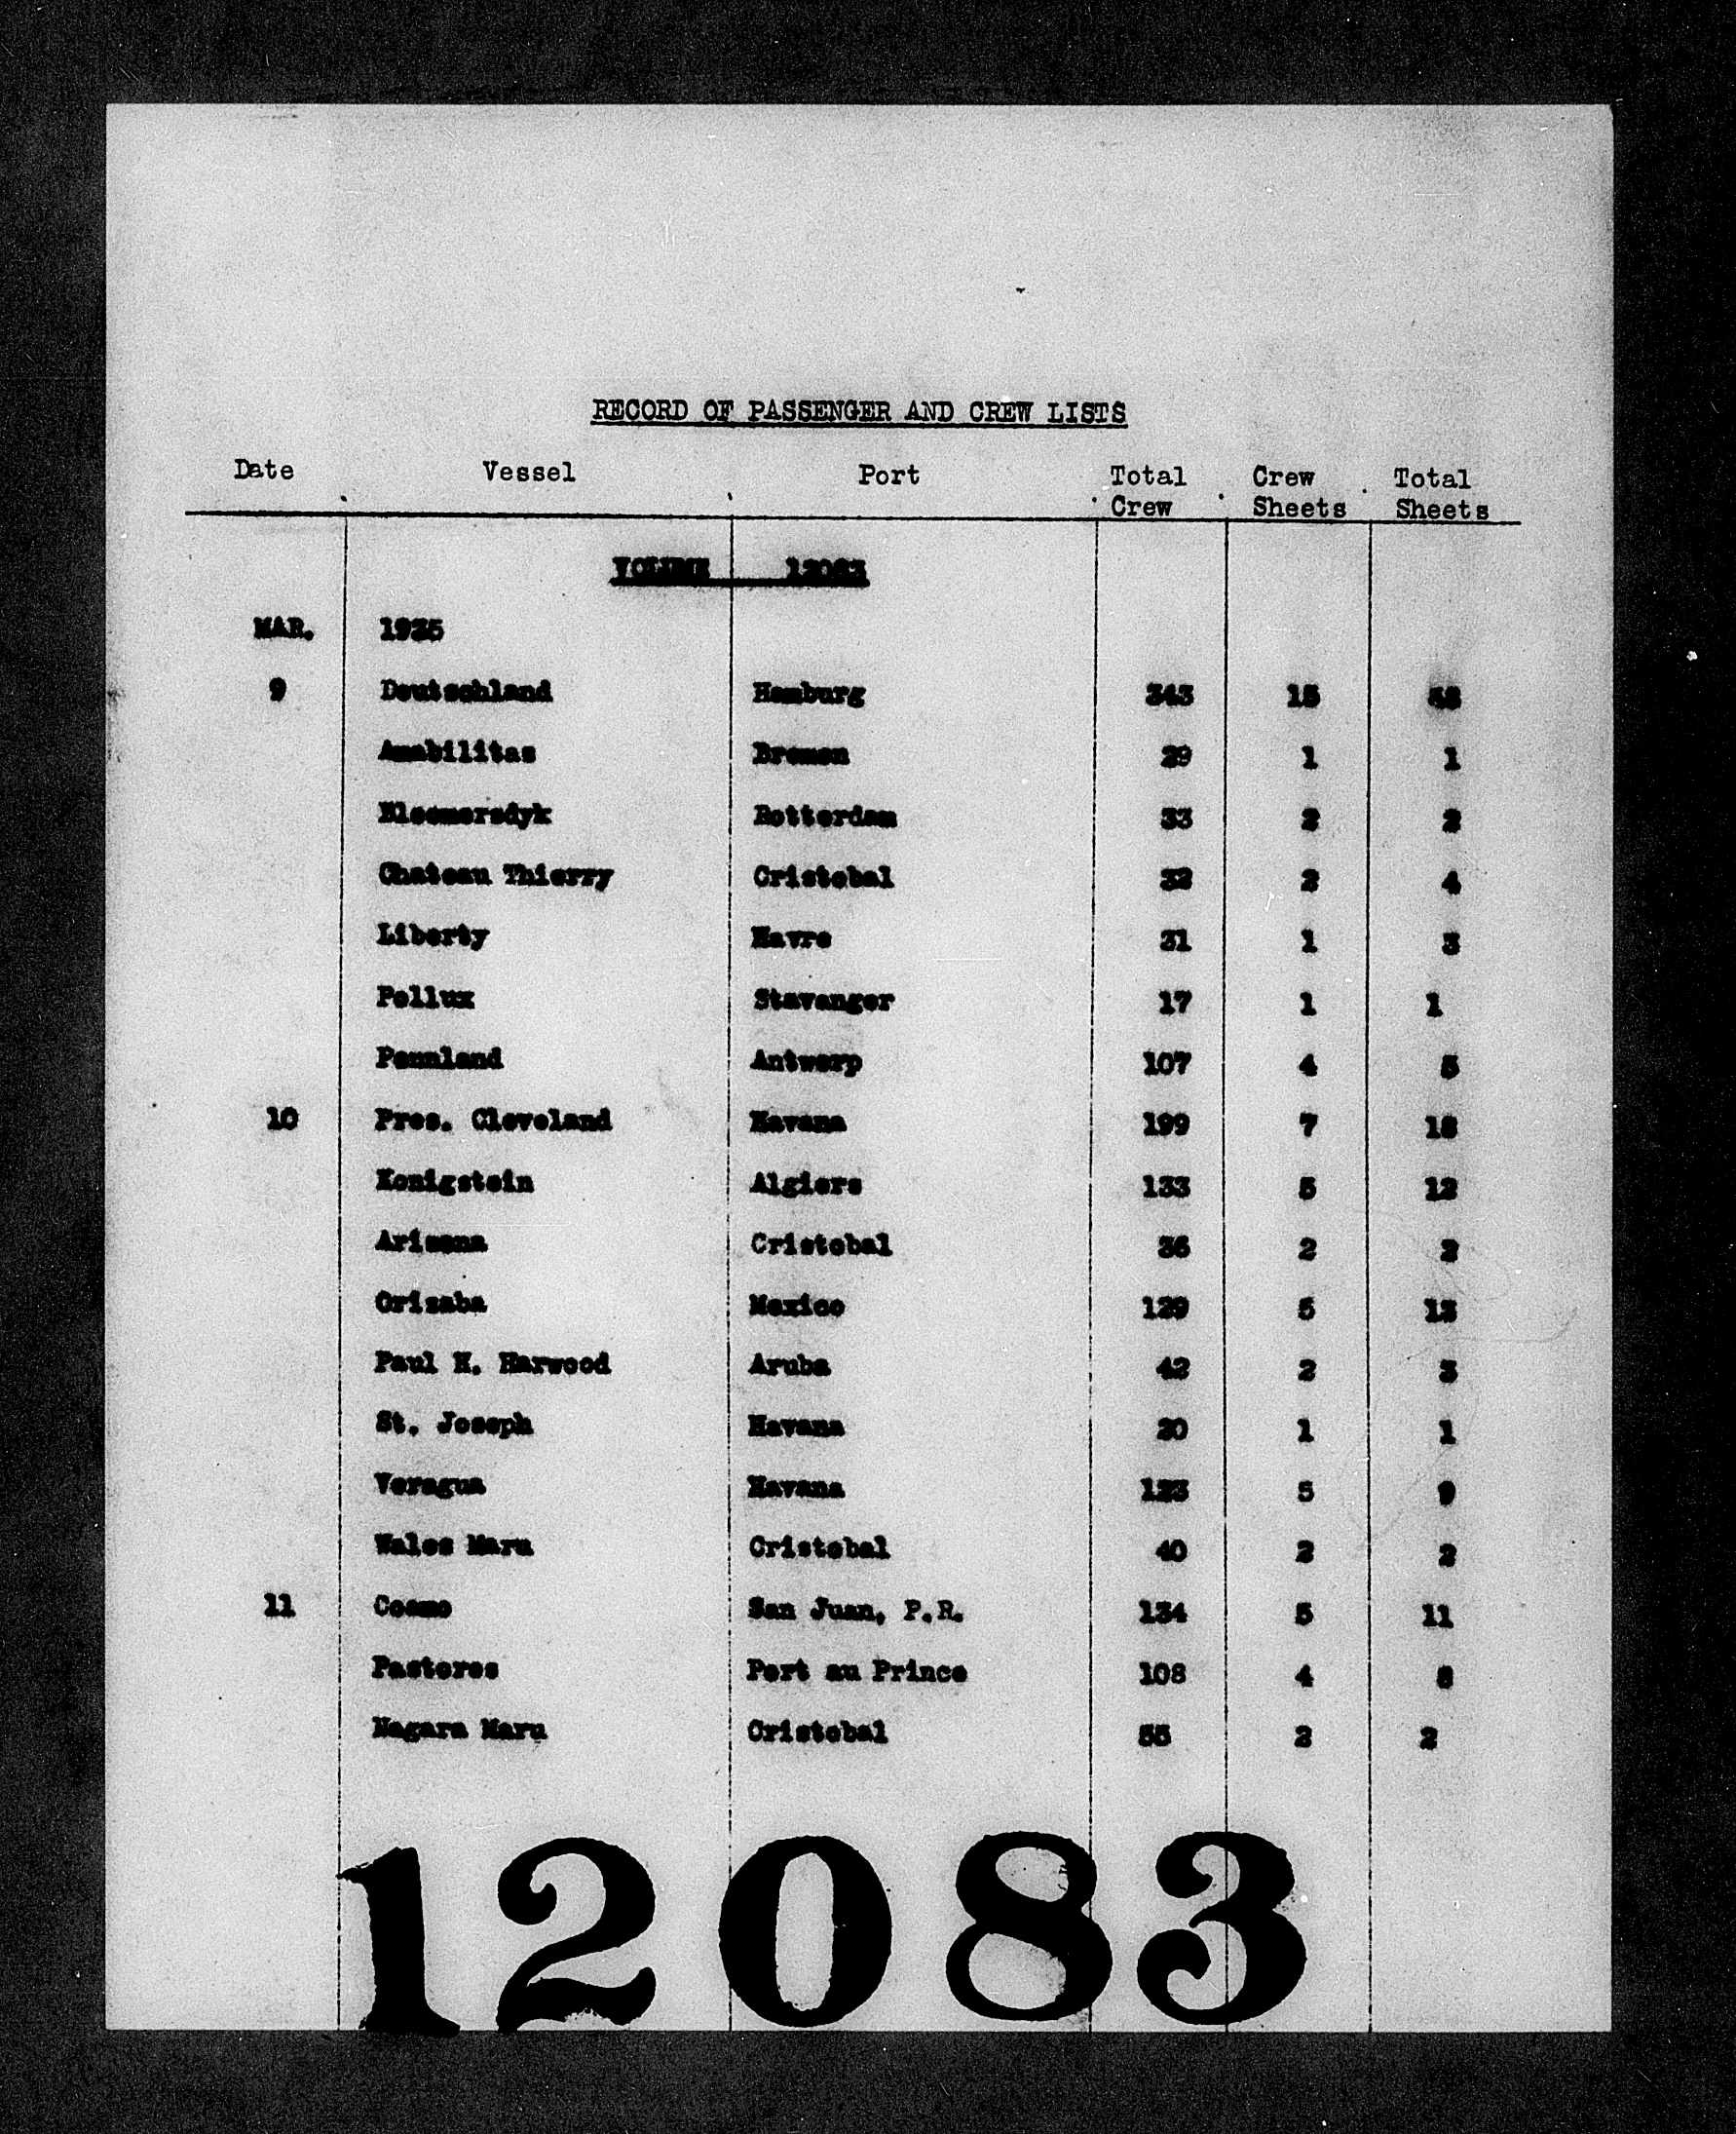 RECORD OF PASSENGER AND CREW LISTS
Date Vessel Port Total Crew Crew Sheets Total Sheets
VOLUME 12083
MAR. 1935
9 Deutschland Hamburg 343 15
Amabilitas Bremen 29 1 1
Bloomersdyk Rotterdam 33 2 2
Chateau Thierry Cristobal 32 2 4
Liberty Havre 31 1 3
Pollux Stavanger 17 1 1
Pennland Antwerp 107 4 5
10 Pres. Cleveland Havana 199 7 18
Konigstein Algiers 133 5 12
Arizona Cristobal 36 2 2
Orizaba Mexico 129 5 13
Paul H. Harwood Aruba 42 2 3
St. Joseph Havana 20 1 1
Veragua Havana 123 5 9
Wales Maru Cristobal 40 2 2
11 Coamo San Juan, P.R. 134 5 11
Pastores Port au Prince 108 4 8
Nagara Maru Cristobal 55 2 2
12083